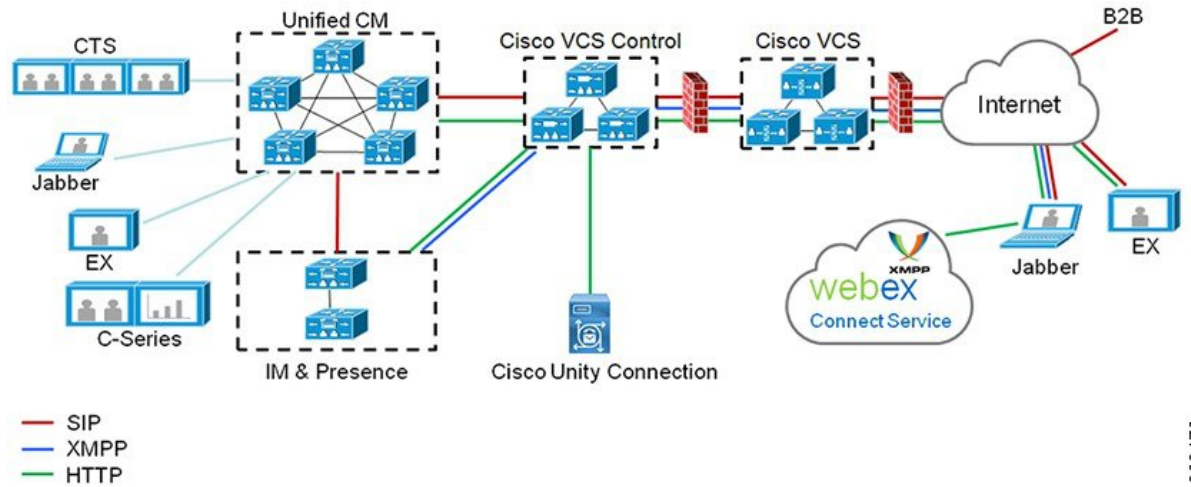 Unified CM
B2B
CTS
Cisco VCS Control
Cisco VCS
Internet
Jabber
EX
C-Series
IM & Presence
Cisco Unity Connection
XMPP
webex
Connect Service
Jabber
EX
SIP
XMPP
HTTP